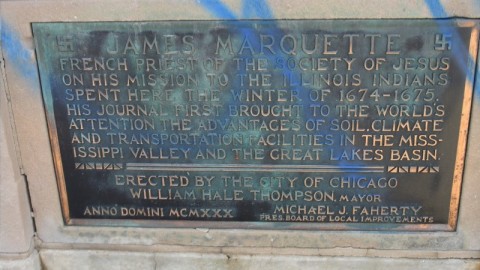 JAMES MARQUETTE
FRENCH PRIEST OF THE SOCIETY OF JESUS
ON HIS MISSION TO THE ILLINOIS INDIANS
SPENT HERE THE WINTER OF 1674-1675.
HIS JOURNAL FIRST BROUGHT TO THE WORLD'S
ATTENTION THE ADVANTAGES OF SOIL, CLIMATE
AND TRANSPORTATION FACILITIES IN THE MISS-
ISSIPPI VALLEY AND THE GREAT LAKES BASIN.
ERECTED BY THE CITY OF CHICAGO
WILLIAM HALE THOMPSON, MAYOR
ANNO DOMINI MCMXXX MICHAEL J. FAHERTY
PRES. BOARD OF LOCAL IMPROVEMENTS